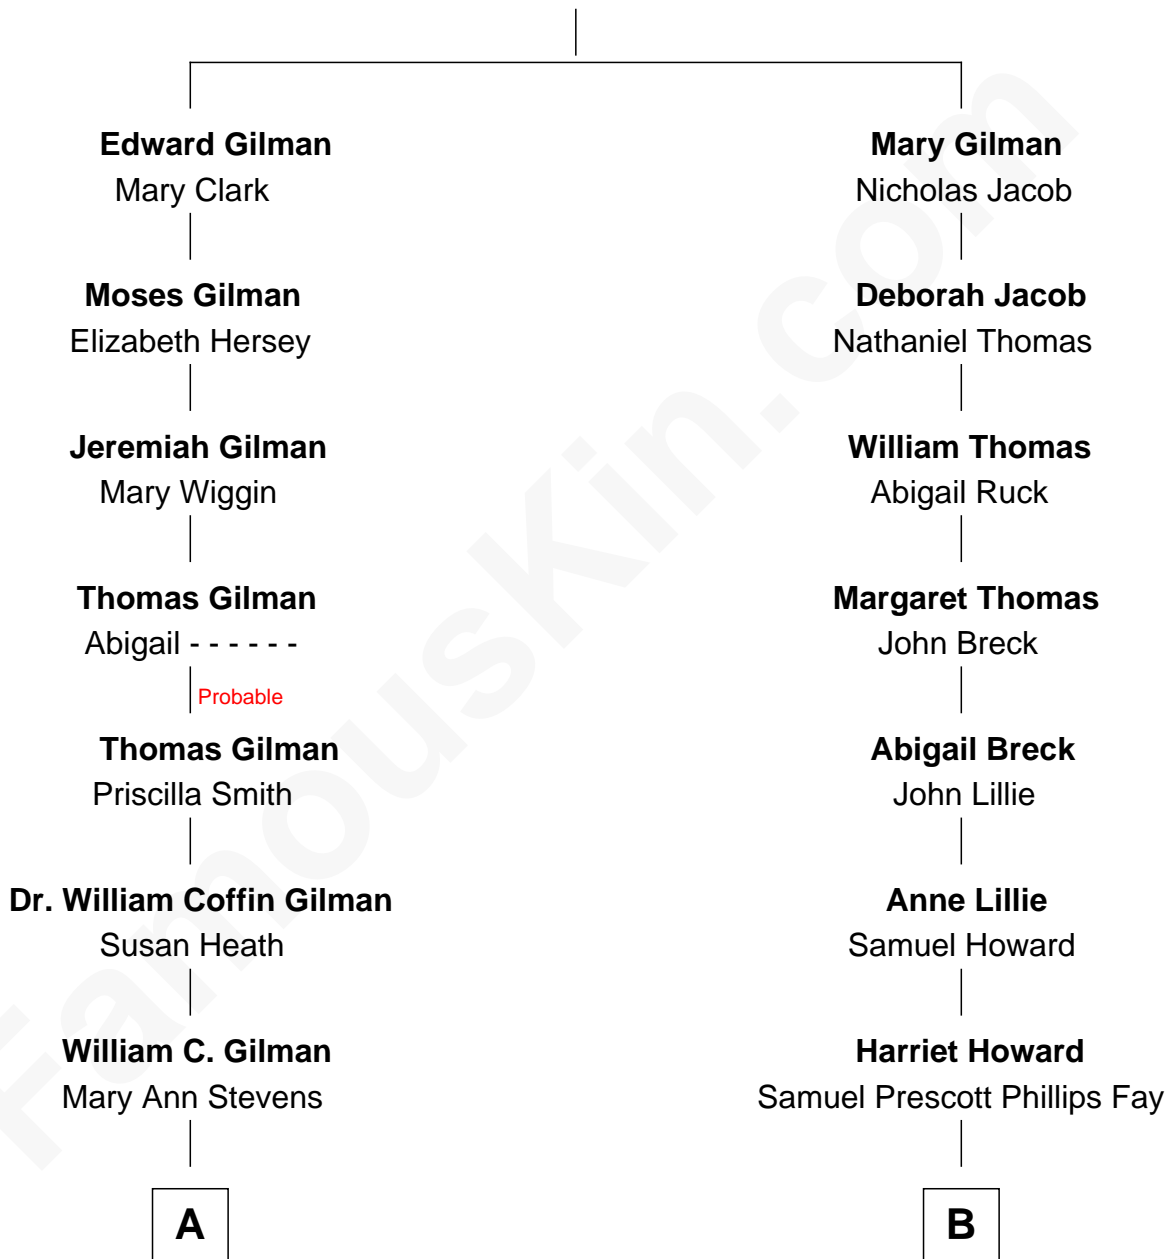 Edward Gilman
Mary Clark
Mary Gilman
Nicholas Jacob
Moses Gilman
Elizabeth Hersey
Deborah Jacob
Nathaniel Thomas
Jeremiah Gilman
Mary Wiggin
William Thomas
Abigail Ruck
Thomas Gilman
Abigail - - - - - -
Margaret Thomas
John Breck
Probable
Thomas Gilman
Priscilla Smith
Abigail Breck
John Lillie
Dr. William Coffin Gilman
Susan Heath
Anne Lillie
Samuel Howard
William C. Gilman
Mary Ann Stevens
Harriet Howard
Samuel Prescott Phillips Fay
A
B
FamousKin.com